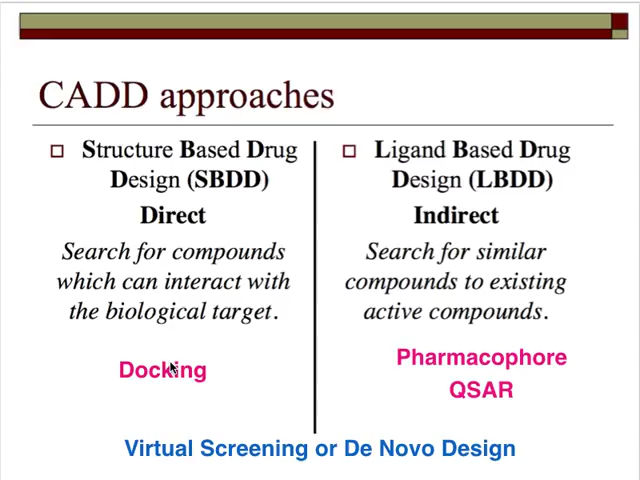 CADD approaches
Structure Based Drug
Design (SBDD)
Direct
Search for compounds
which can interact with
the biological target.
Docking
Ligand Based Drug
Design (LBDD)
Indirect
Search for similar
compounds to existing
active compounds.
Pharmacophore
QSAR
Virtual Screening or De Novo Design